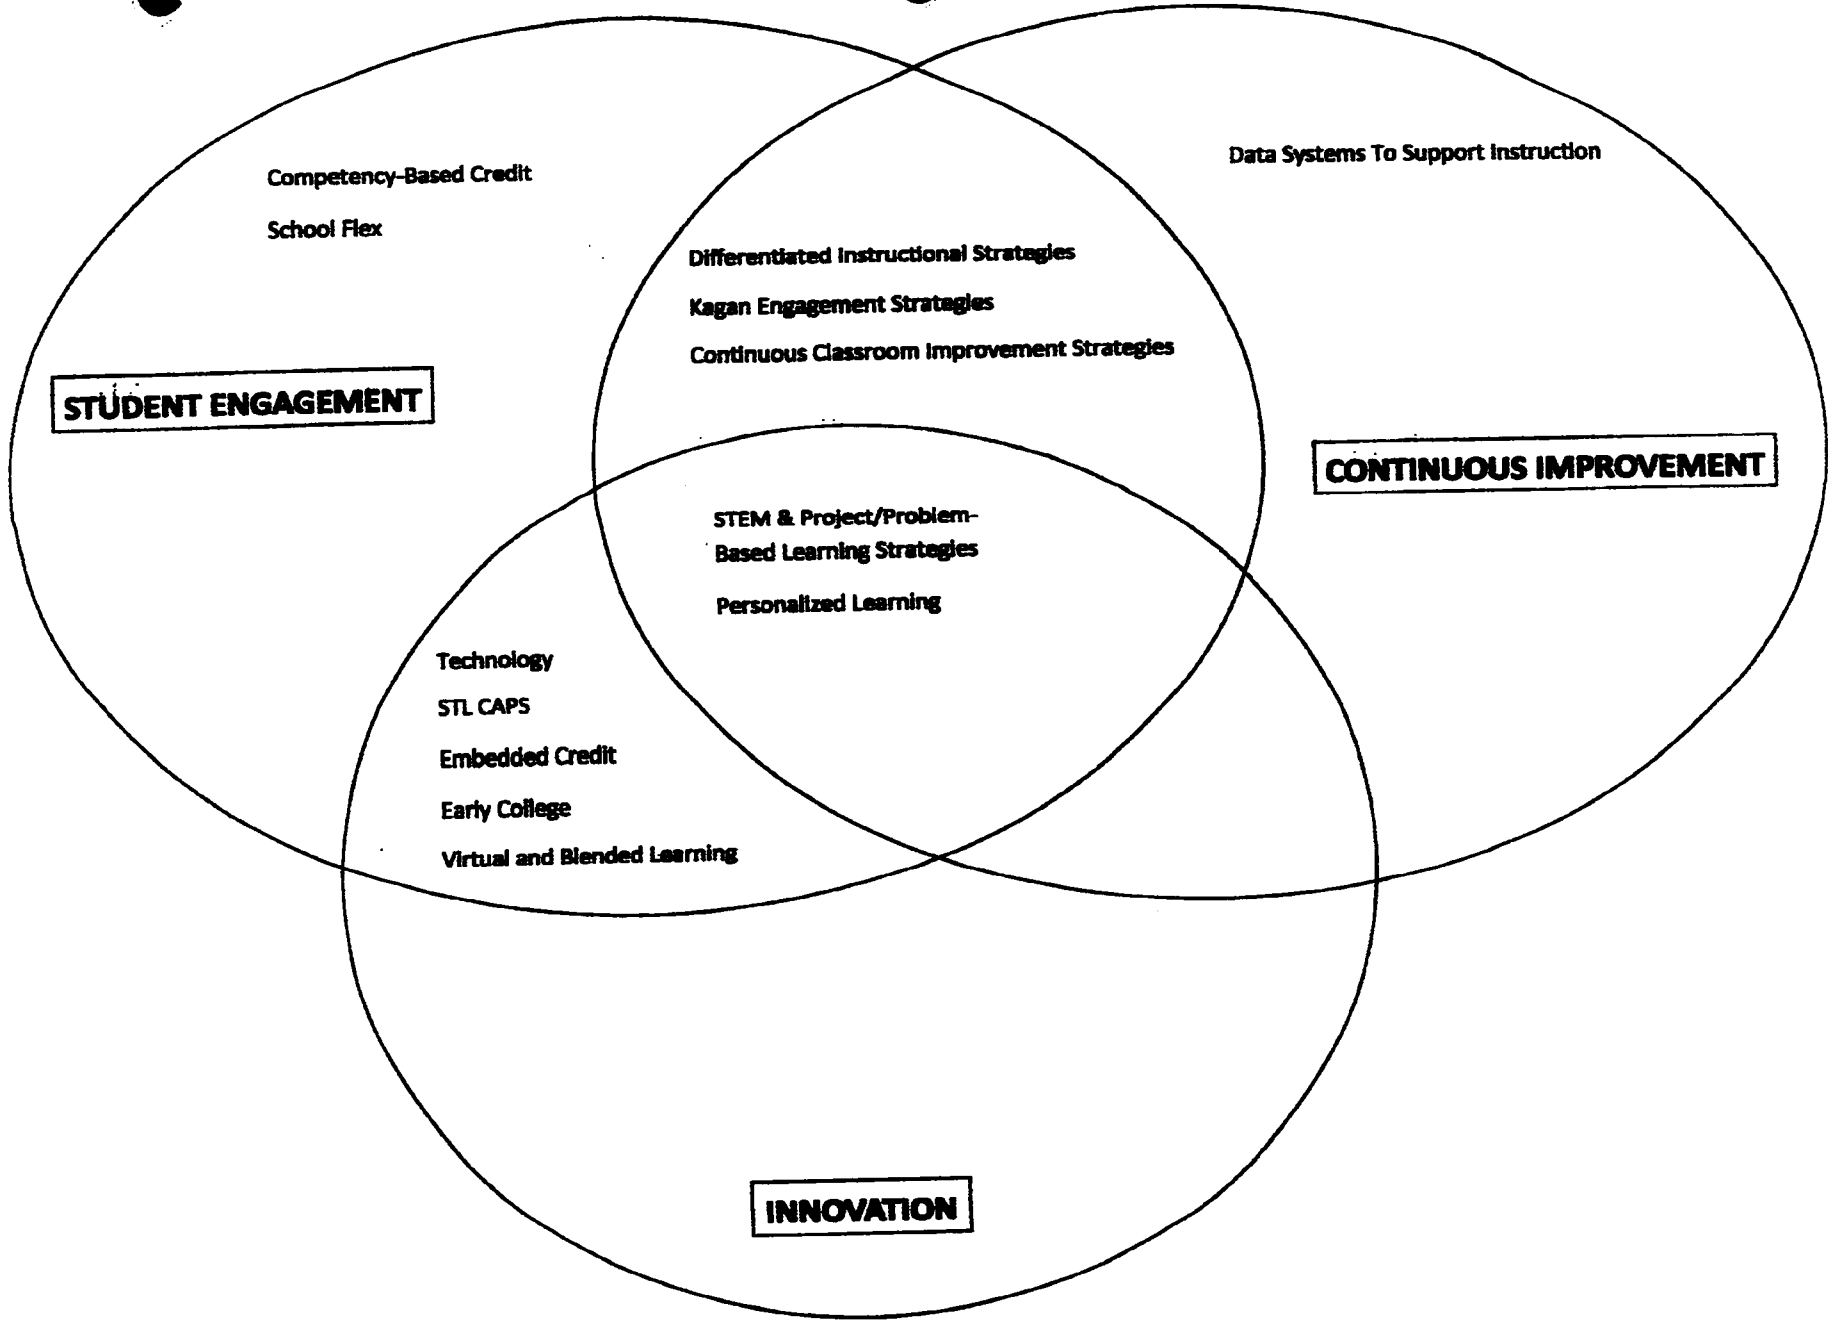 Competency-Based Credit
School Flex
Data Systems To Support Instruction
Differentiated Instructional Strategies
Kagan Engagement Strategies
Continuous Classroom Improvement Strategies
STUDENT ENGAGEMENT
CONTINUOUS IMPROVEMENT
STEM & Project/Problem-
Based Learning Strategies
Personalized Learning
Technology
STL CAPS
Embedded Credit
Early College
Virtual and Blended Learning
INNOVATION